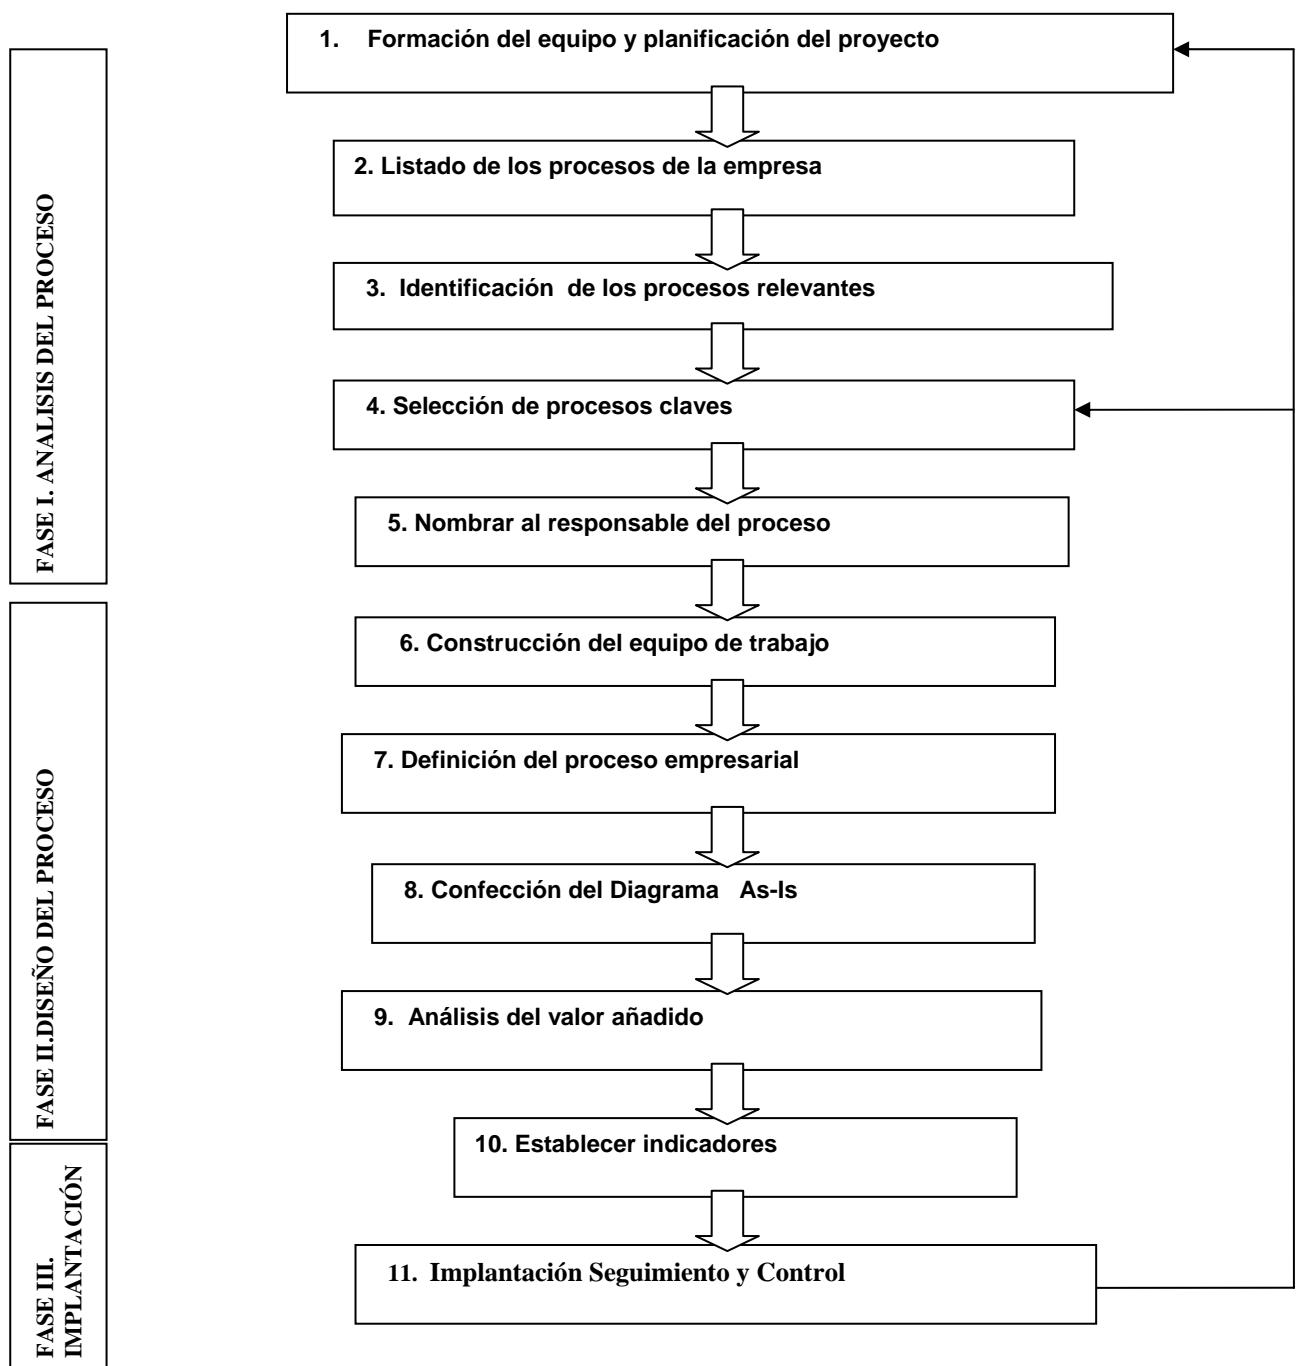 1. Formación del equipo y planificación del proyecto
2. Listado de los procesos de la empresa
3. Identificación de los procesos relevantes
4. Selección de procesos claves
5. Nombrar al responsable del proceso
FASE I. ANALISIS DEL PROCESO
6. Construcción del equipo de trabajo
7. Definición del proceso empresarial
8. Confección del Diagrama As-Is
9. Análisis del valor añadido
FASE II.DISEÑO DEL PROCESO
10. Establecer indicadores
11. Implantación Seguimiento y Control
FASE III.
IMPLANTACIÓN